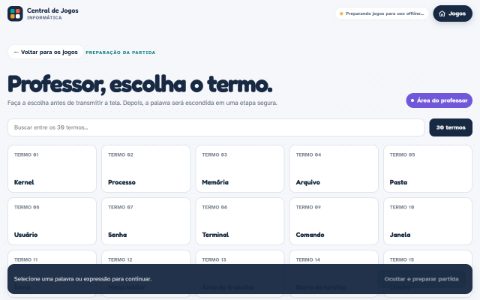 Central de Jogos
INFORMÁTICA
Preparando jogos para uso offline...
Jogos
← Voltar para os jogos
PREPARAÇÃO DA PARTIDA
Professor, escolha o termo.
Faça a escolha antes de transmitir a tela. Depois, a palavra será escondida em uma etapa segura.
Área do professor
Buscar entre os 30 termos...
30 termos
TERMO 01
Kernel
TERMO 02
Processo
TERMO 03
Memória
TERMO 04
Arquivo
TERMO 05
Pasta
TERMO 06
Usuário
TERMO 07
Senha
TERMO 08
Terminal
TERMO 09
Comando
TERMO 10
Janela
TERMO 11
TERMO 12
TERMO 13
TERMO 14
TERMO 15
Selecione uma palavra ou expressão para continuar.
Ocultar e preparar partida